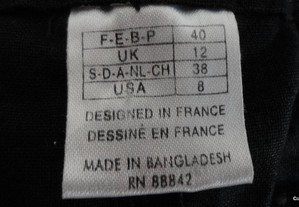 F-E-B-P 40
UK 12
S-D-A-NL-CH 38
USA 8
DESIGNED IN FRANCE
DESSINÉ EN FRANCE
MADE IN BANGLADESH
RN 88842